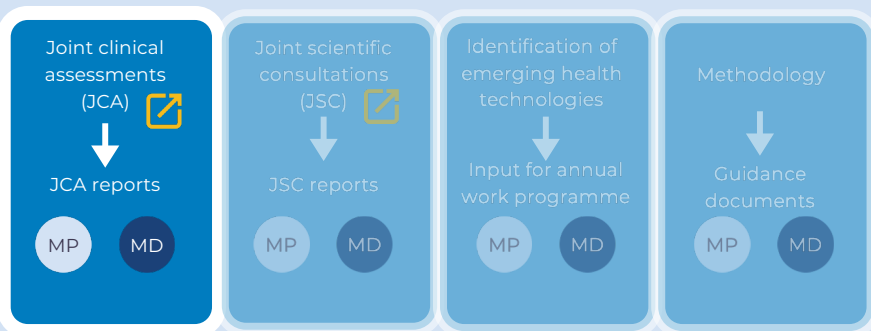 Joint clinical
assessments
(JCA)
JCA reports
MP MD
Joint scientific
consultations
(JSC)
JSC reports
MP MD
Identification of
emerging health
technologies
Input for annual
work programme
MP MD
Methodology
Guidance
documents
MP MD